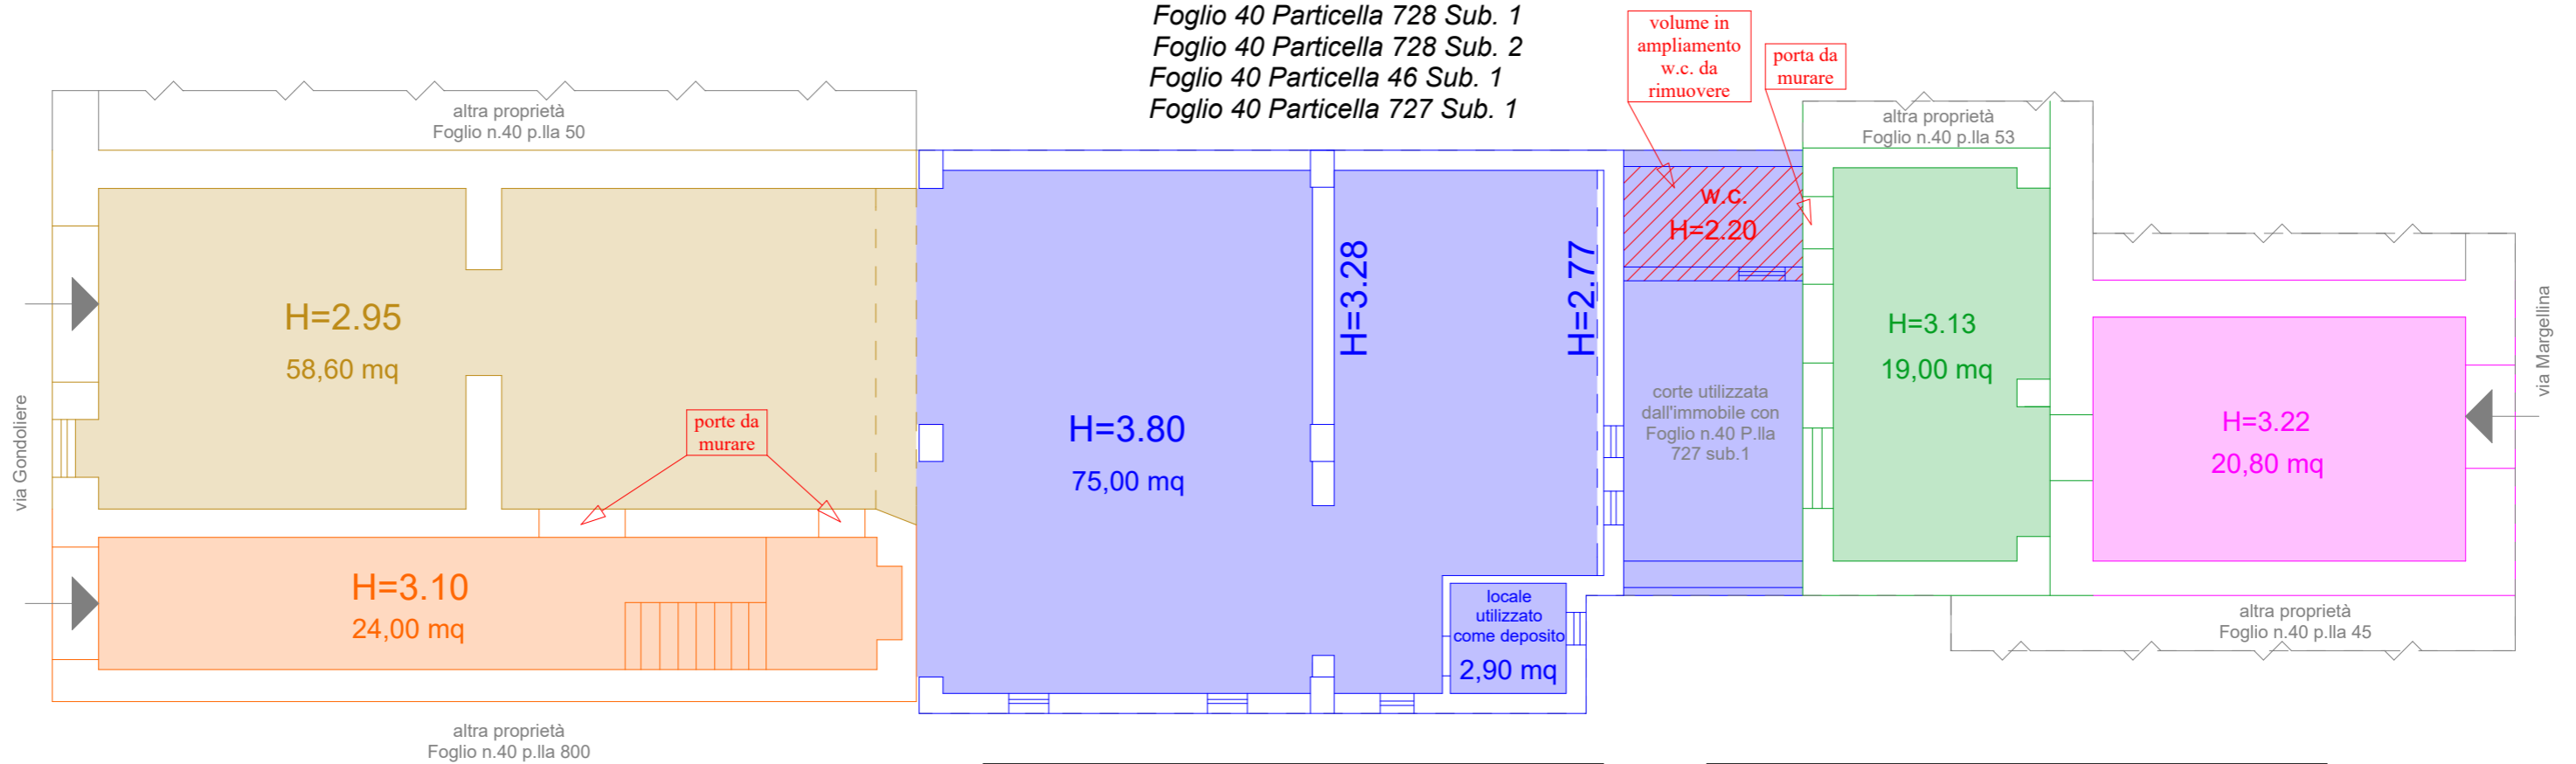 Foglio 40 Particella 728 Sub. 1
Foglio 40 Particella 728 Sub. 2
Foglio 40 Particella 46 Sub. 1
Foglio 40 Particella 727 Sub. 1
volume in
ampliamento
w.c. da
rimuovere
porta da
murare
altra proprietà
Foglio n.40 p.lla 50
altra proprietà
Foglio n.40 p.lla 53
w.c.
H=2.20
H=2.95
58,60 mq
H=3.28
H=2.77
H=3.13
19,00 mq
via Gondoliere
via Margellina
porte da
murare
H=3.80
75,00 mq
corte utilizzata
dall'immobile con
Foglio n.40 P.lla
727 sub.1
H=3.22
20,80 mq
H=3.10
24,00 mq
locale
utilizzato
come deposito
2,90 mq
altra proprietà
Foglio n.40 p.lla 45
altra proprietà
Foglio n.40 p.lla 800